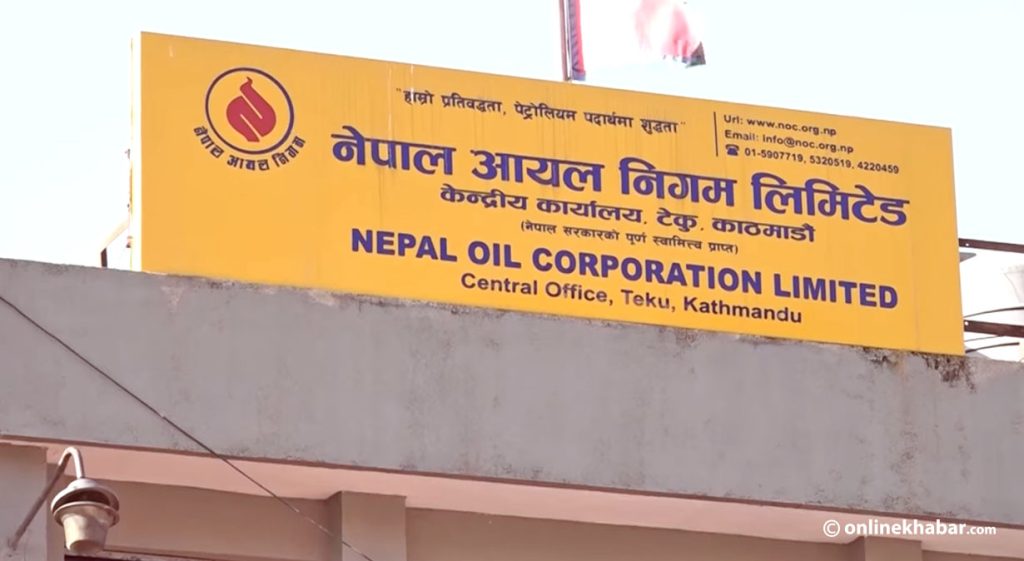 नेपाल आयल निगम
"हाम्रो प्रतिवद्धता, पेट्रोलियम पदार्थमा शुद्धता"
Url: www.noc.org.np
Email: info@noc.org.np
☎ 01-5907719, 5320519, 4220459
नेपाल आयल निगम लिमिटेड
केन्द्रीय कार्यालय, टेकु, काठमाडौं
(नेपाल सरकारको पुर्ण स्वामित्त्व प्राप्त)
NEPAL OIL CORPORATION LIMITED
Central Office, Teku, Kathmandu
© onlinekhabar.com